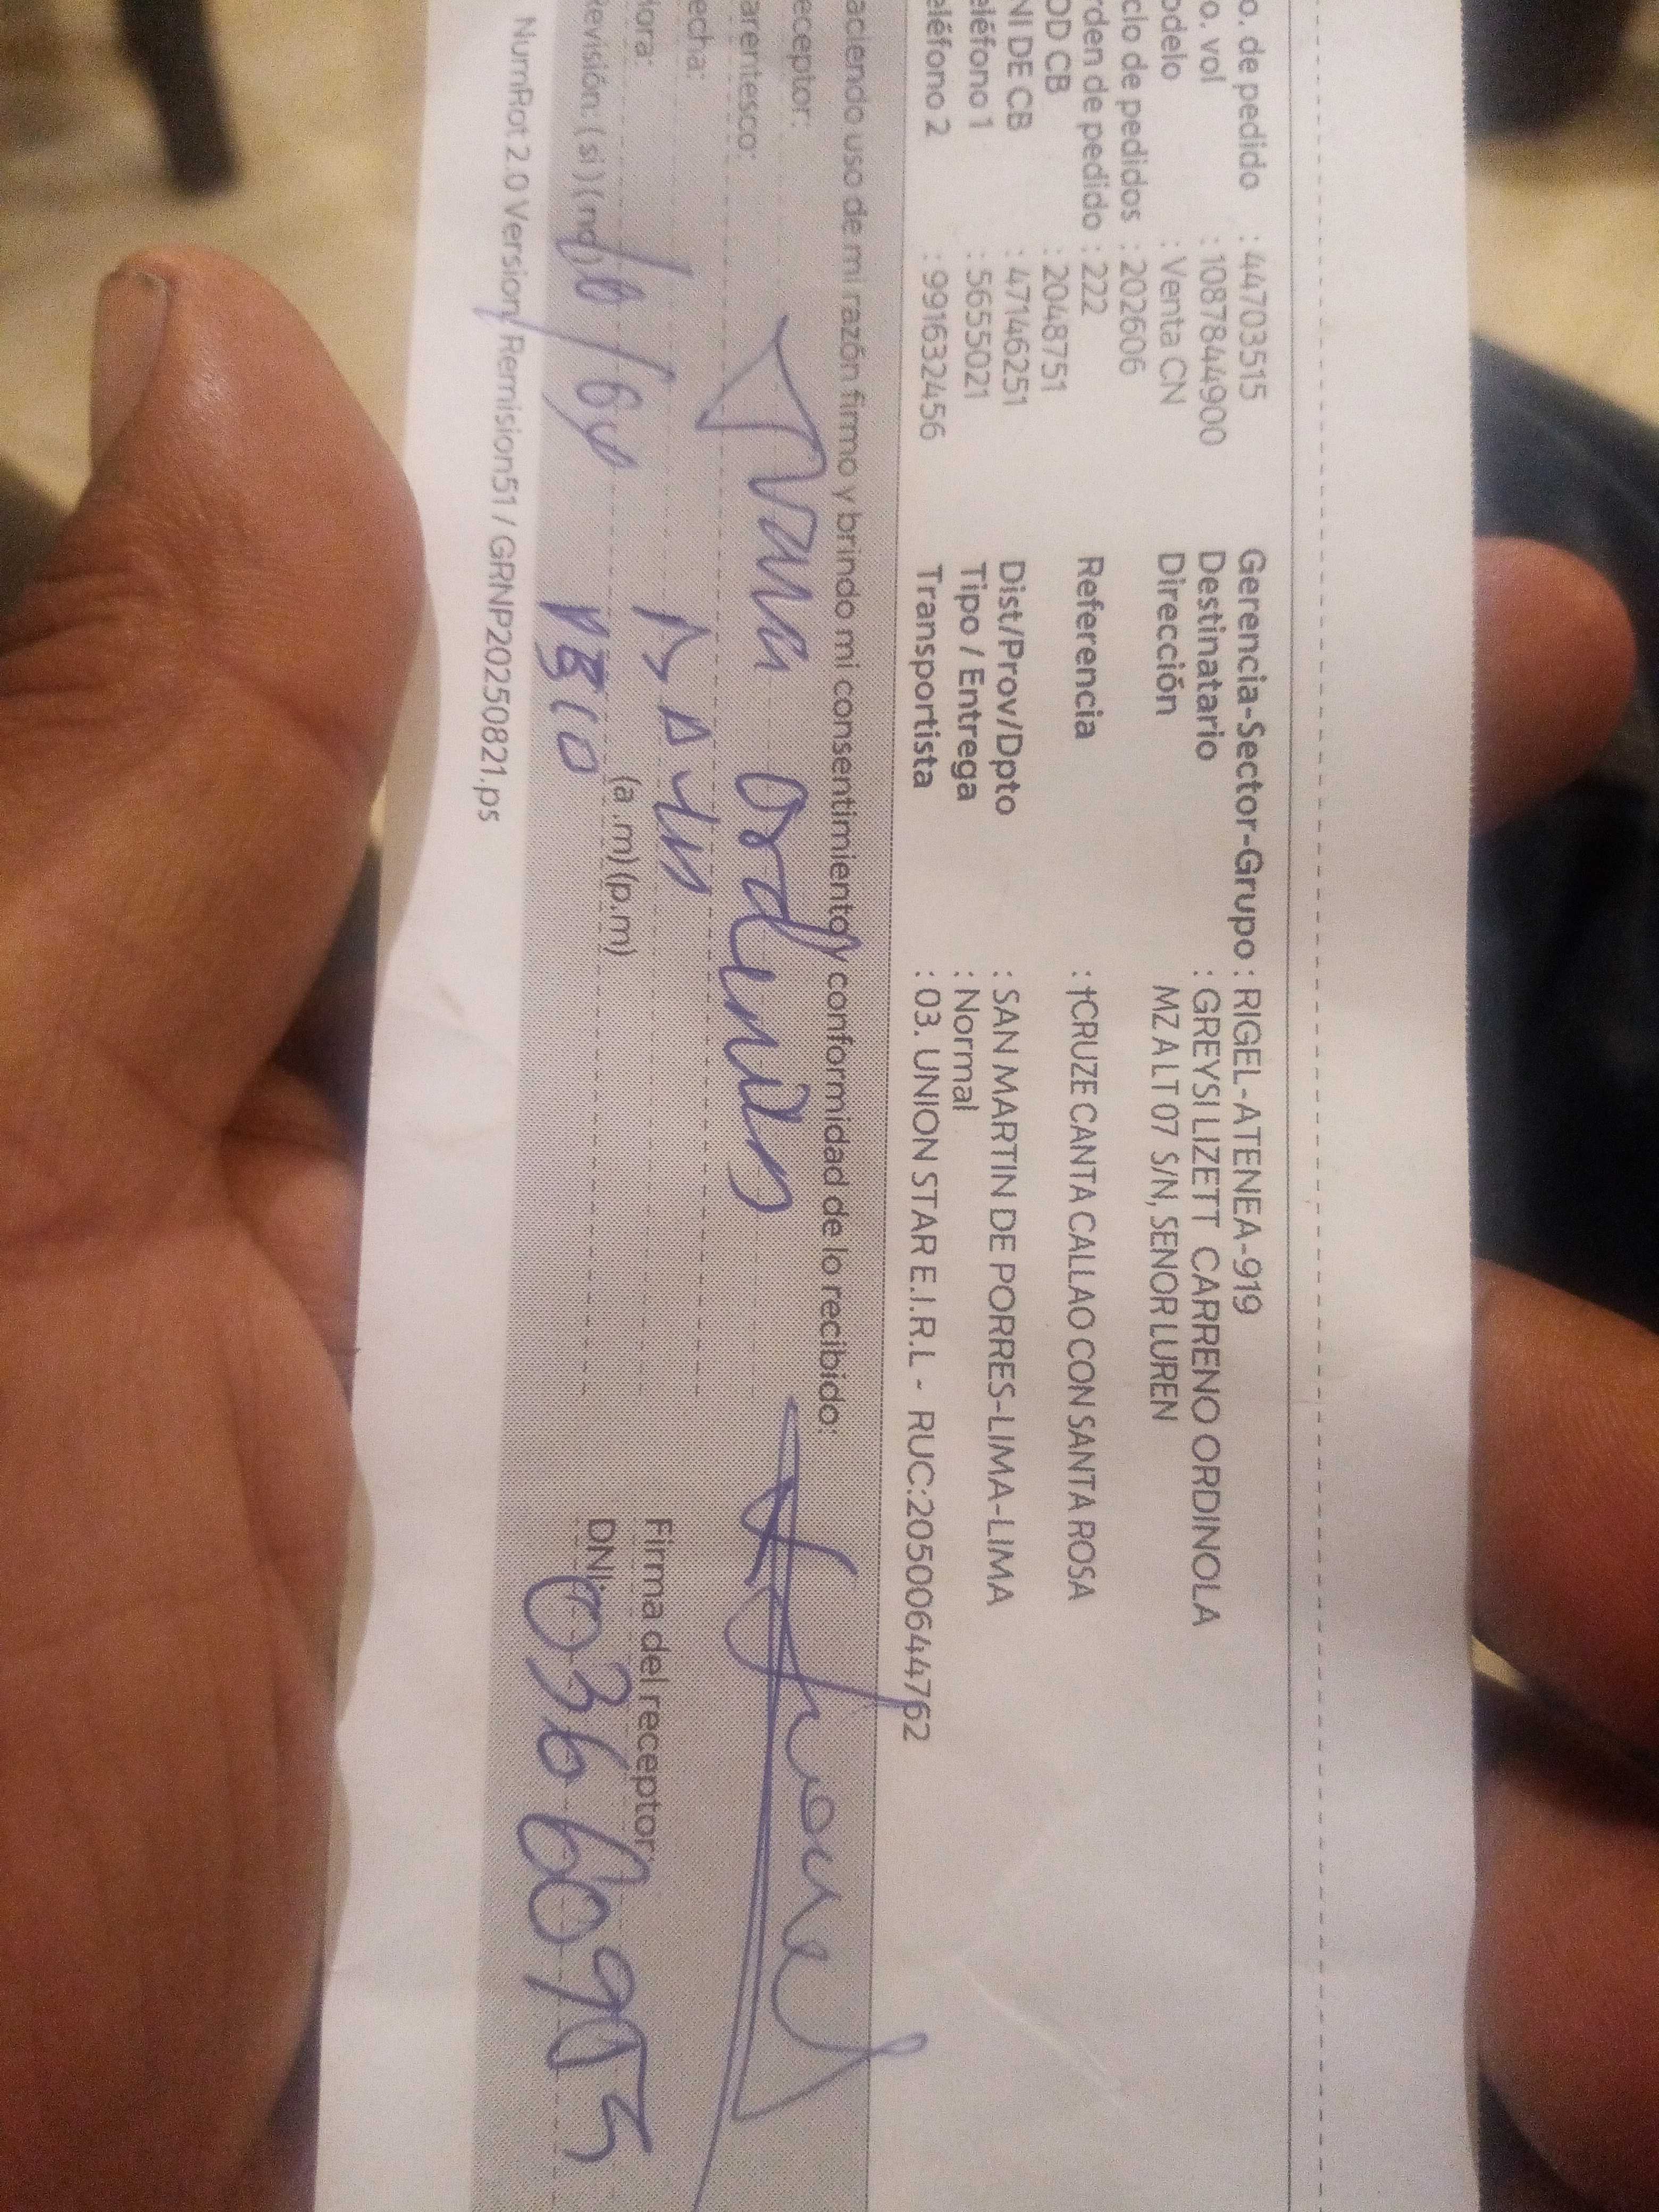 o. de pedido : 44703515 Gerencia-Sector-Grupo : RIGEL-ATENEA-919
o. vol : 1087844900 Destinatario : GREYSI LIZETT CARRENO ORDINOLA
odelo : Venta CN Dirección MZ A LT 07 S/N, SENOR LUREN
clo de pedidos : 202606
rden de pedido : 222 Referencia : †CRUZE CANTA CALLAO CON SANTA ROSA
OD CB : 2048751
NI DE CB : 47146251 Dist/Prov/Dpto : SAN MARTIN DE PORRES-LIMA-LIMA
eléfono 1 : 5655021 Tipo / Entrega : Normal
eléfono 2 : 991632456 Transportista : 03. UNION STAR E.I.R.L - RUC:20500644762
aciendo uso de mi razón firmo y brindo mi consentimiento y conformidad de lo recibido:
eceptor:
arentesco:
echa:
lora: (a .m) (p.m) Firma del receptor:
Revisión: ( si ) ( no ) DNI:
NumRot 2.0 Version/ Remision51 / GRNP20250821.ps